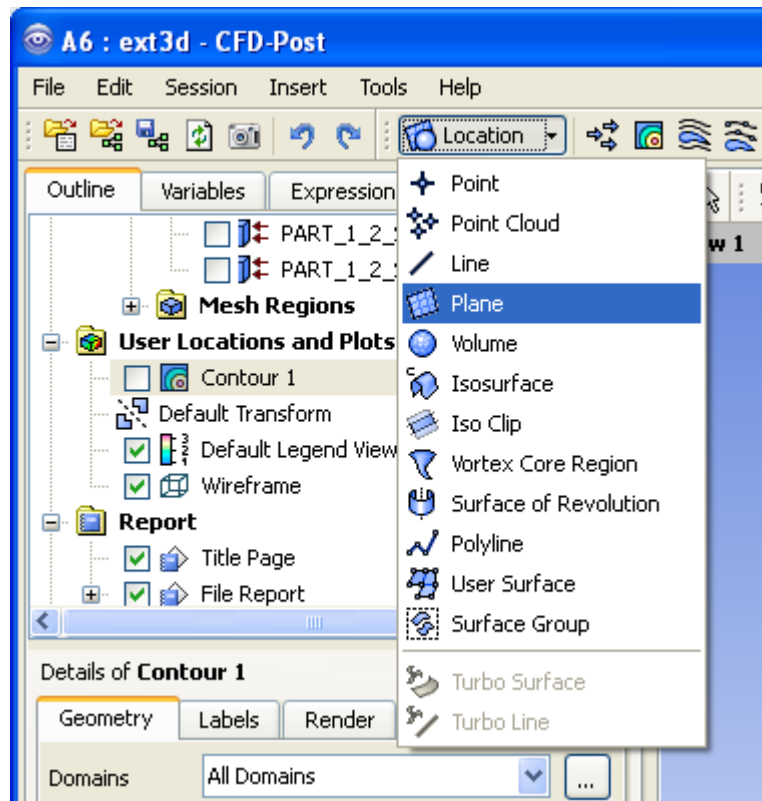 A6 : ext3d - CFD-Post
File Edit Session Insert Tools Help
Location
Outline Variables Expression
Point
Point Cloud
Line
Plane
Volume
Isosurface
Iso Clip
Vortex Core Region
Surface of Revolution
Polyline
User Surface
Surface Group
Turbo Surface
Turbo Line
w 1
PART_1_2_
PART_1_2_
Mesh Regions
User Locations and Plots
Contour 1
Default Transform
Default Legend View
Wireframe
Report
Title Page
File Report
Details of Contour 1
Geometry Labels Render
Domains All Domains ...